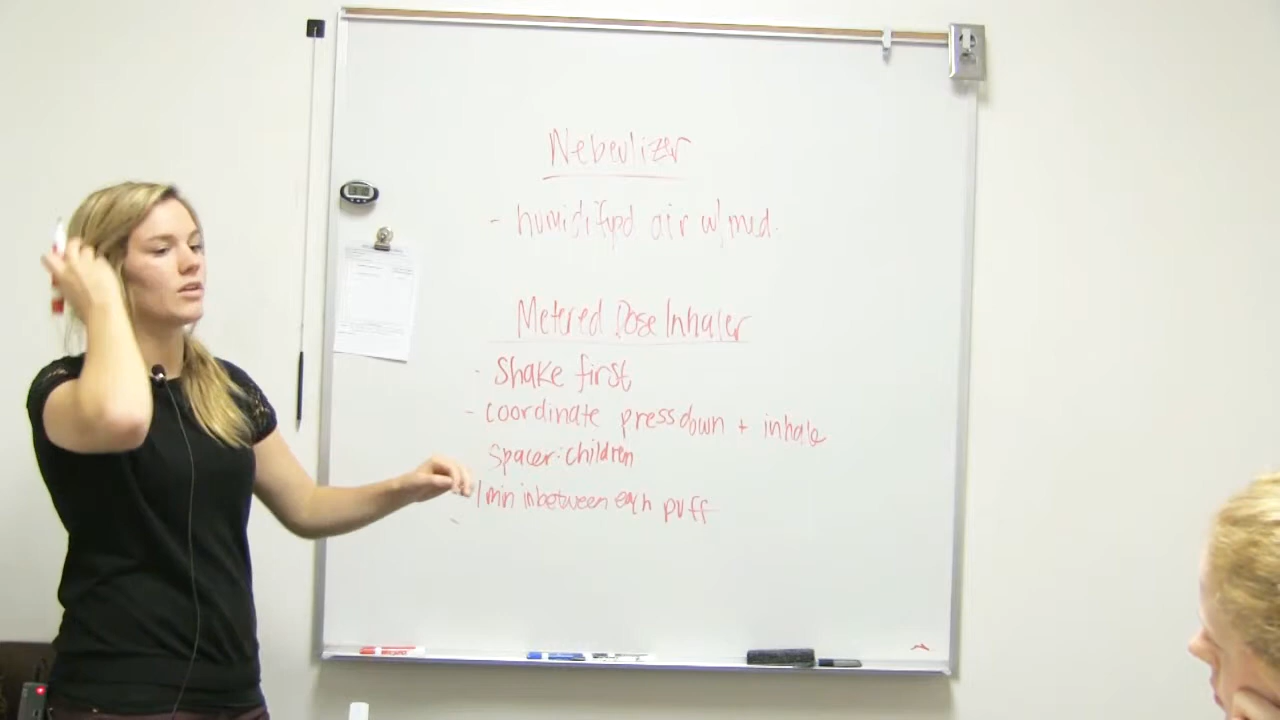 Nebeulizer
- humidified air w/ med.
Metered Dose Inhaler
- Shake first
- coordinate press down + inhale
spacer: children
- 1 min inbetween each puff
-